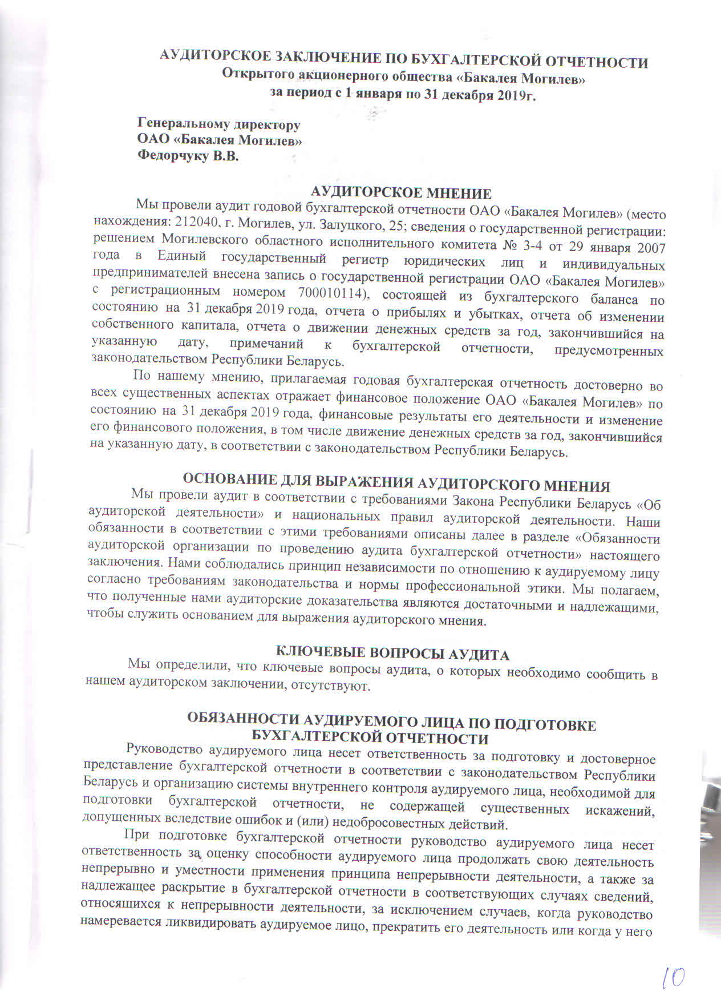 АУДИТОРСКОЕ ЗАКЛЮЧЕНИЕ ПО БУХГАЛТЕРСКОЙ ОТЧЕТНОСТИ
Открытого акционерного общества «Бакалея Могилев»
за период с 1 января по 31 декабря 2019г.
Генеральному директору
ОАО «Бакалея Могилев»
Федорчуку В.В.
АУДИТОРСКОЕ МНЕНИЕ
Мы провели аудит годовой бухгалтерской отчетности ОАО «Бакалея Могилев» (место
нахождения: 212040, г. Могилев, ул. Залуцкого, 25; сведения о государственной регистрации:
решением Могилевского областного исполнительного комитета № 3-4 от 29 января 2007
года в Единый государственный регистр юридических лиц и индивидуальных
предпринимателей внесена запись о государственной регистрации ОАО «Бакалея Могилев»
с регистрационным номером 700010114), состоящей из бухгалтерского баланса по
состоянию на 31 декабря 2019 года, отчета о прибылях и убытках, отчета об изменении
собственного капитала, отчета о движении денежных средств за год, закончившийся на
указанную дату, примечаний к бухгалтерской отчетности, предусмотренных
законодательством Республики Беларусь.
По нашему мнению, прилагаемая годовая бухгалтерская отчетность достоверно во
всех существенных аспектах отражает финансовое положение ОАО «Бакалея Могилев» по
состоянию на 31 декабря 2019 года, финансовые результаты его деятельности и изменение
его финансового положения, в том числе движение денежных средств за год, закончившийся
на указанную дату, в соответствии с законодательством Республики Беларусь.
ОСНОВАНИЕ ДЛЯ ВЫРАЖЕНИЯ АУДИТОРСКОГО МНЕНИЯ
Мы провели аудит в соответствии с требованиями Закона Республики Беларусь «Об
аудиторской деятельности» и национальных правил аудиторской деятельности. Наши
обязанности в соответствии с этими требованиями описаны далее в разделе «Обязанности
аудиторской организации по проведению аудита бухгалтерской отчетности» настоящего
заключения. Нами соблюдались принцип независимости по отношению к аудируемому лицу
согласно требованиям законодательства и нормы профессиональной этики. Мы полагаем,
что полученные нами аудиторские доказательства являются достаточными и надлежащими,
чтобы служить основанием для выражения аудиторского мнения.
КЛЮЧЕВЫЕ ВОПРОСЫ АУДИТА
Мы определили, что ключевые вопросы аудита, о которых необходимо сообщить в
нашем аудиторском заключении, отсутствуют.
ОБЯЗАННОСТИ АУДИРУЕМОГО ЛИЦА ПО ПОДГОТОВКЕ
БУХГАЛТЕРСКОЙ ОТЧЕТНОСТИ
Руководство аудируемого лица несет ответственность за подготовку и достоверное
представление бухгалтерской отчетности в соответствии с законодательством Республики
Беларусь и организацию системы внутреннего контроля аудируемого лица, необходимой для
подготовки бухгалтерской отчетности, не содержащей существенных искажений,
допущенных вследствие ошибок и (или) недобросовестных действий.
При подготовке бухгалтерской отчетности руководство аудируемого лица несет
ответственность за оценку способности аудируемого лица продолжать свою деятельность
непрерывно и уместности применения принципа непрерывности деятельности, а также за
надлежащее раскрытие в бухгалтерской отчетности в соответствующих случаях сведений,
относящихся к непрерывности деятельности, за исключением случаев, когда руководство
намеревается ликвидировать аудируемое лицо, прекратить его деятельность или когда у него
10